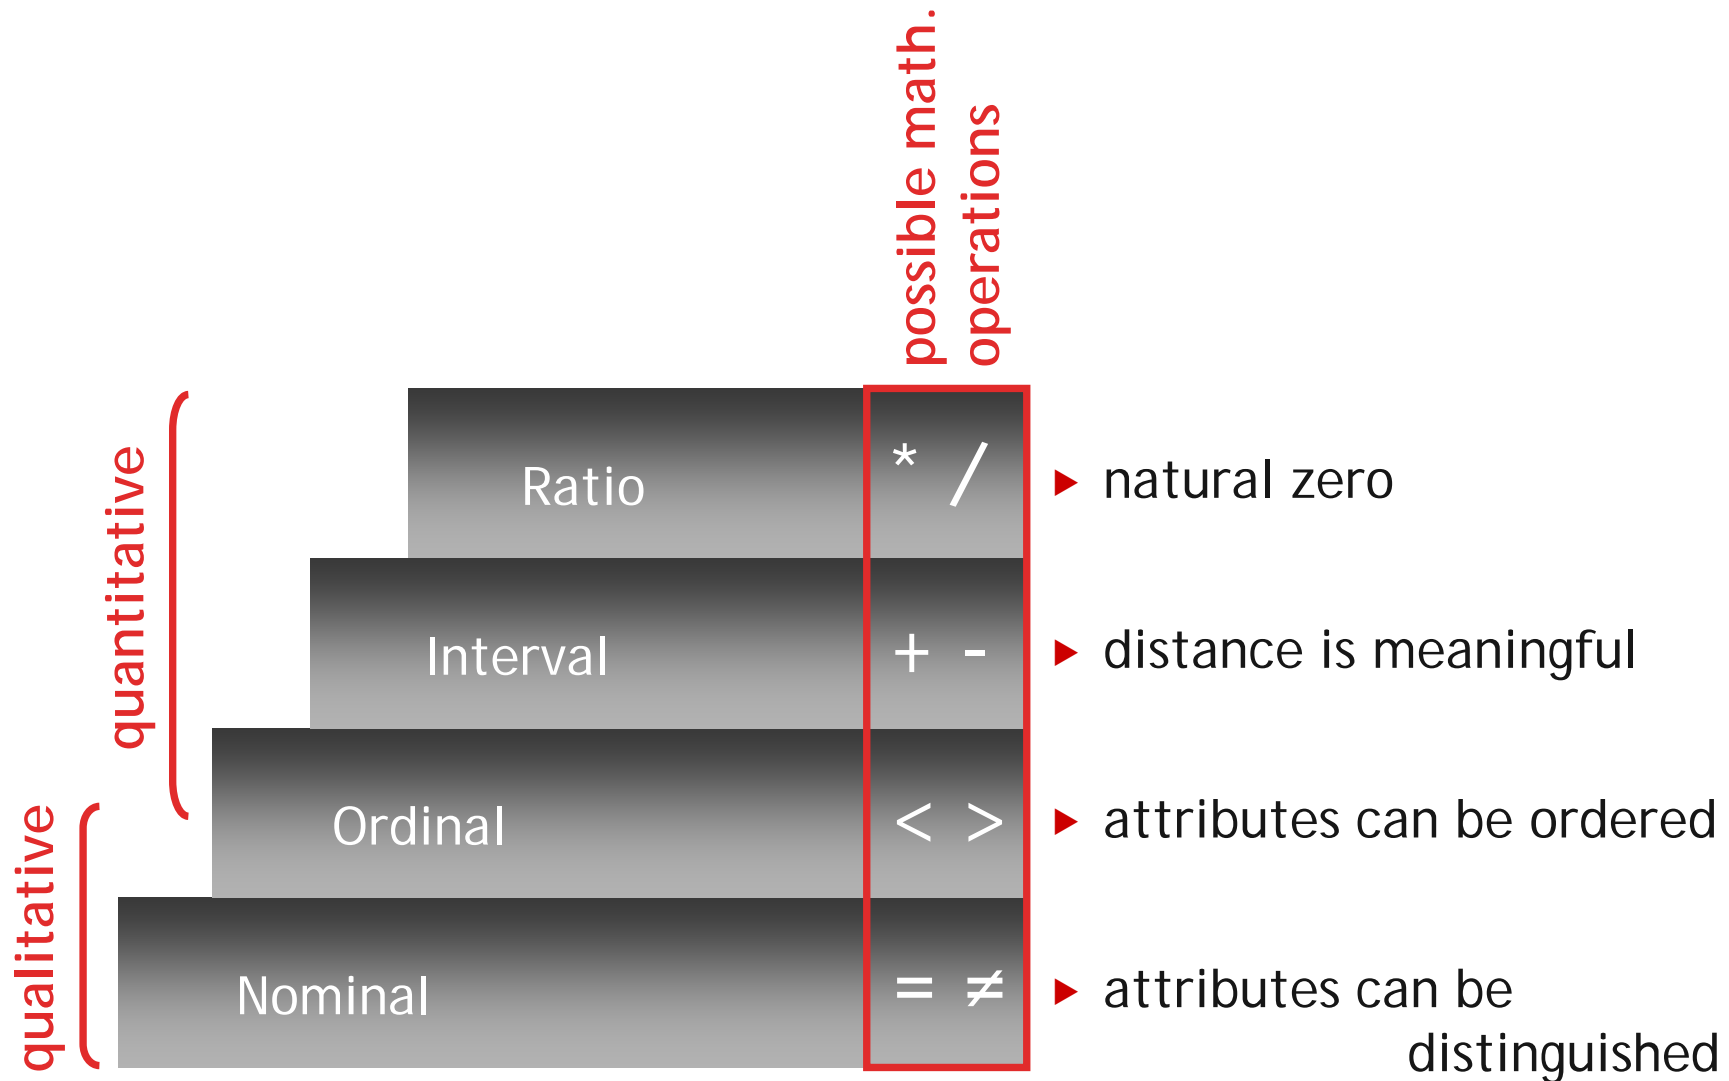 possible math.
operations
quantitative
qualitative
Ratio
* /
natural zero
Interval
+ -
distance is meaningful
Ordinal
< >
attributes can be ordered
Nominal
= ≠
attributes can be
distinguished